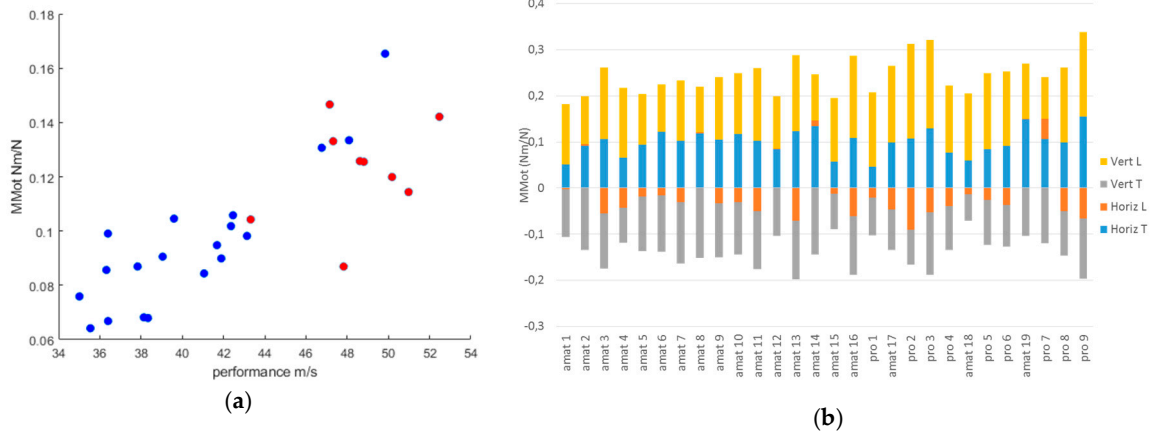 0.18
0.16
0.14
0.12
0.1
0.08
0.06
MMot Nm/N
34 36 38 40 42 44 46 48 50 52 54
performance m/s
(a)
0,4
0,3
0,2
0,1
0
-0,1
-0,2
-0,3
MMot (Nm/N)
amat 1
amat 2
amat 3
amat 4
amat 5
amat 6
amat 7
amat 8
amat 9
amat 10
amat 11
amat 12
amat 13
amat 14
amat 15
amat 16
pro 1
amat 17
pro 2
pro 3
pro 4
amat 18
pro 5
pro 6
amat 19
pro 7
pro 8
pro 9
Vert L
Vert T
Horiz L
Horiz T
(b)